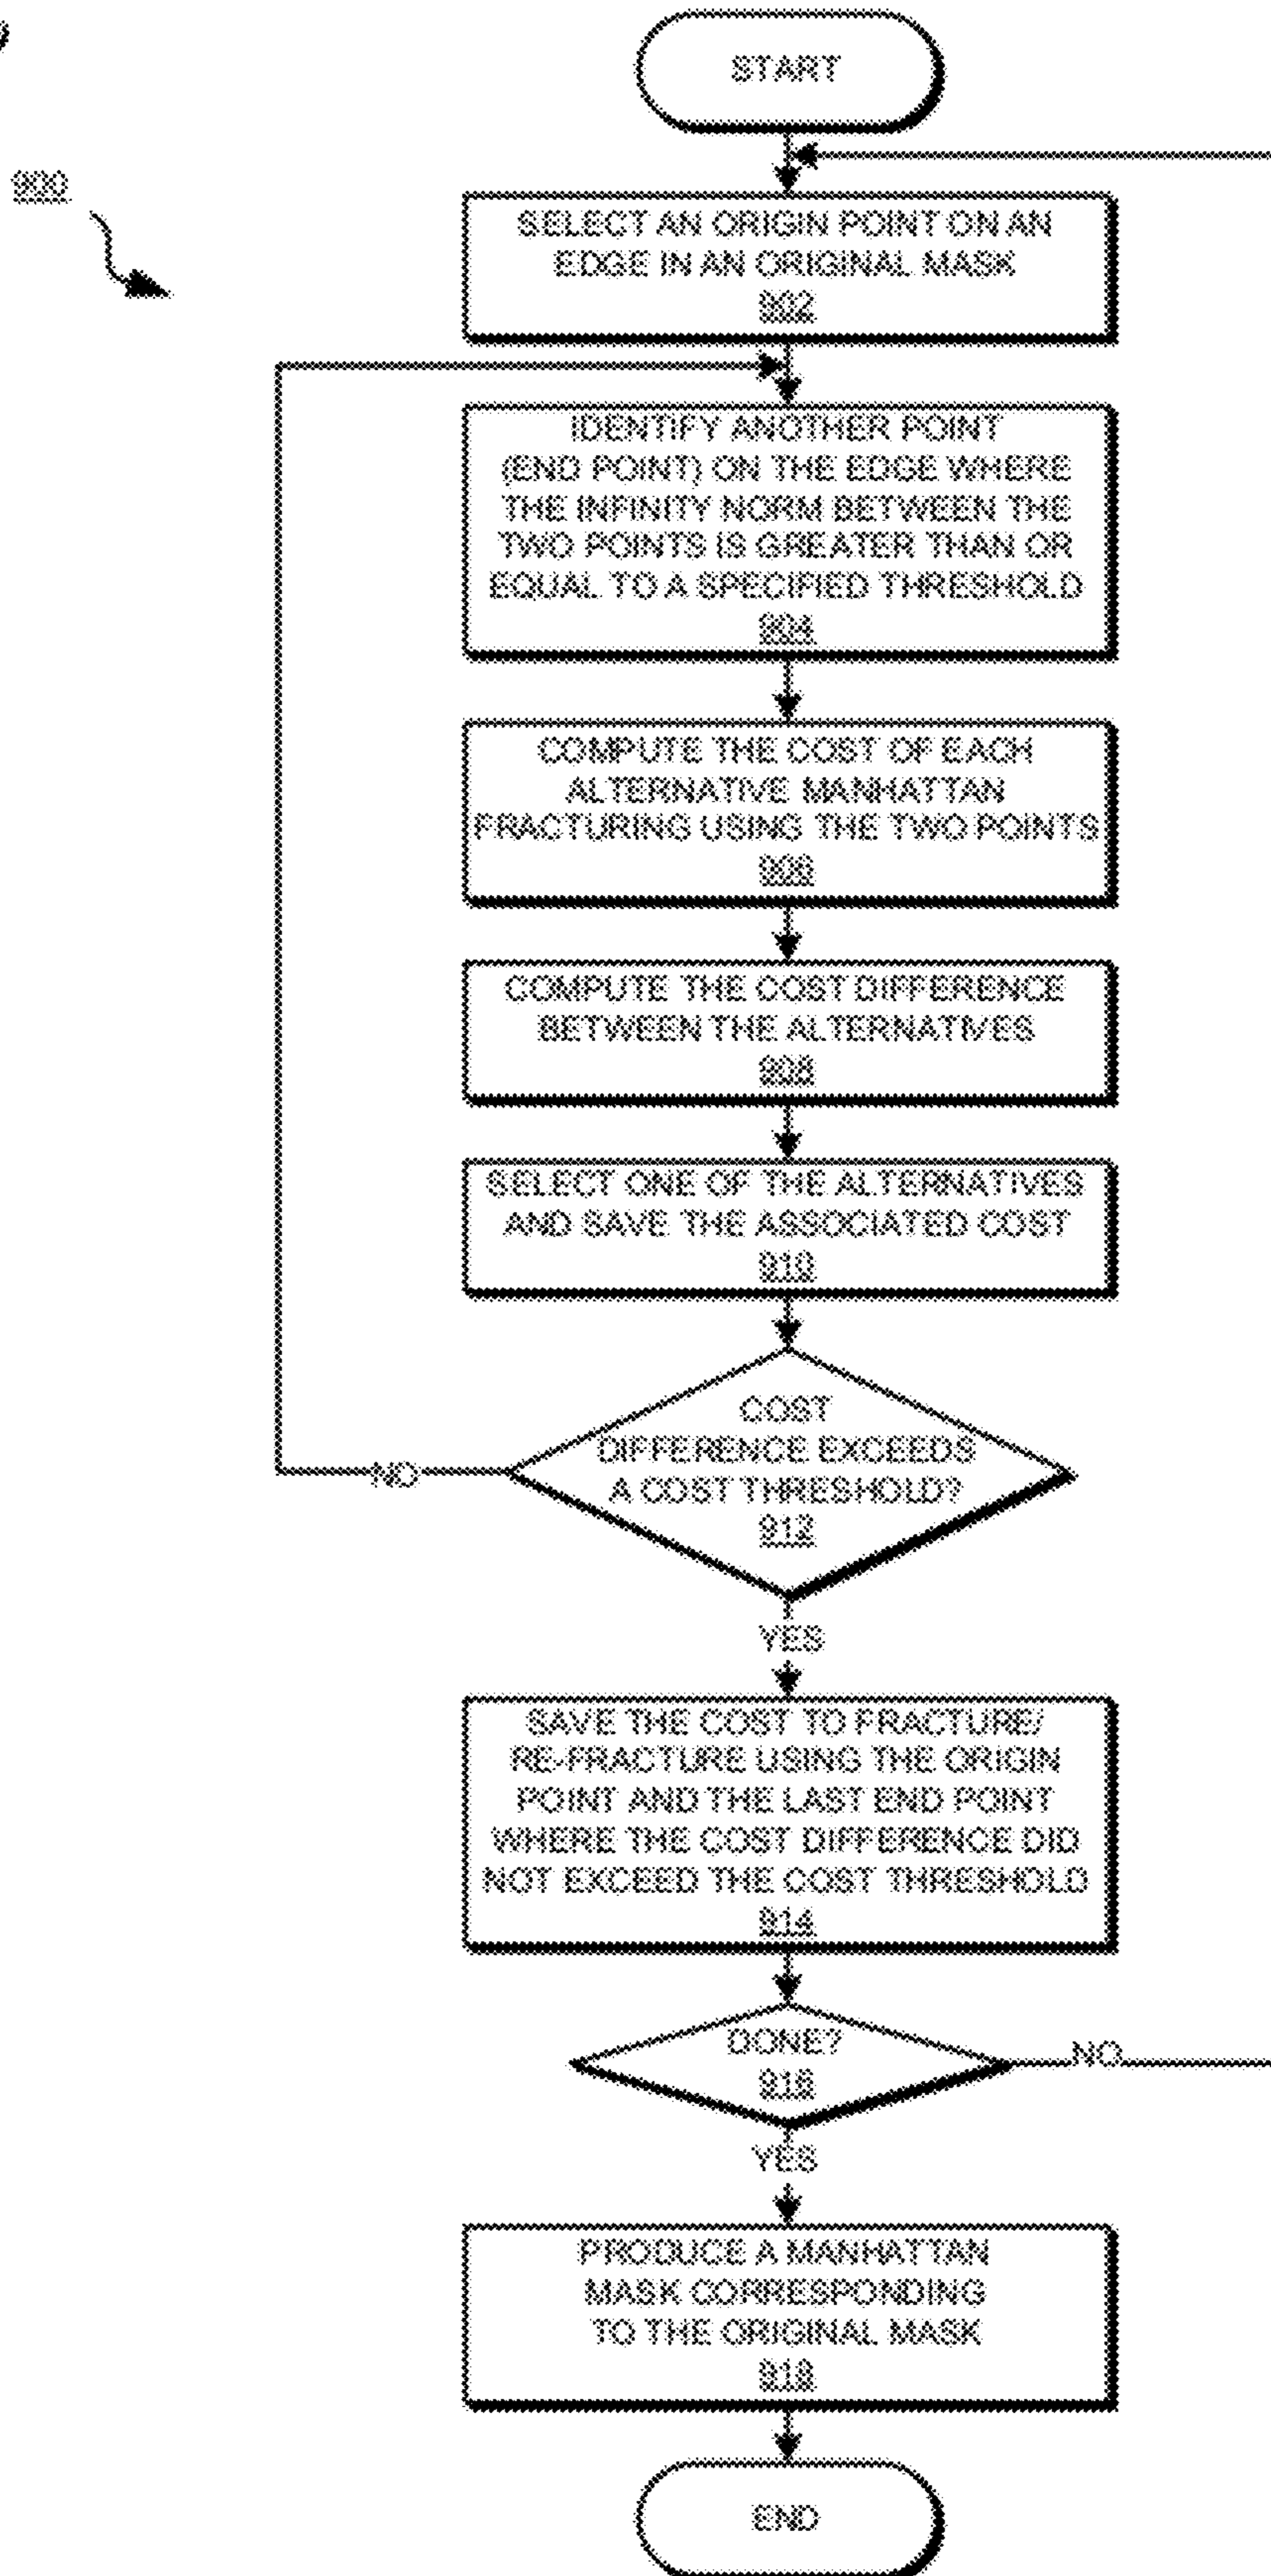 900
START
SELECT AN ORIGIN POINT ON AN
EDGE IN AN ORIGINAL MASK
902
IDENTIFY ANOTHER POINT
(END POINT) ON THE EDGE WHERE
THE INFINITY NORM BETWEEN THE
TWO POINTS IS GREATER THAN OR
EQUAL TO A SPECIFIED THRESHOLD
904
COMPUTE THE COST OF EACH
ALTERNATIVE MANHATTAN
FRACTURING USING THE TWO POINTS
906
COMPUTE THE COST DIFFERENCE
BETWEEN THE ALTERNATIVES
908
SELECT ONE OF THE ALTERNATIVES
AND SAVE THE ASSOCIATED COST
910
COST
DIFFERENCE EXCEEDS
A COST THRESHOLD?
912
NO
YES
SAVE THE COST TO FRACTURE/
RE-FRACTURE USING THE ORIGIN
POINT AND THE LAST END POINT
WHERE THE COST DIFFERENCE DID
NOT EXCEED THE COST THRESHOLD
914
DONE?
916
NO
YES
PRODUCE A MANHATTAN
MASK CORRESPONDING
TO THE ORIGINAL MASK
918
END